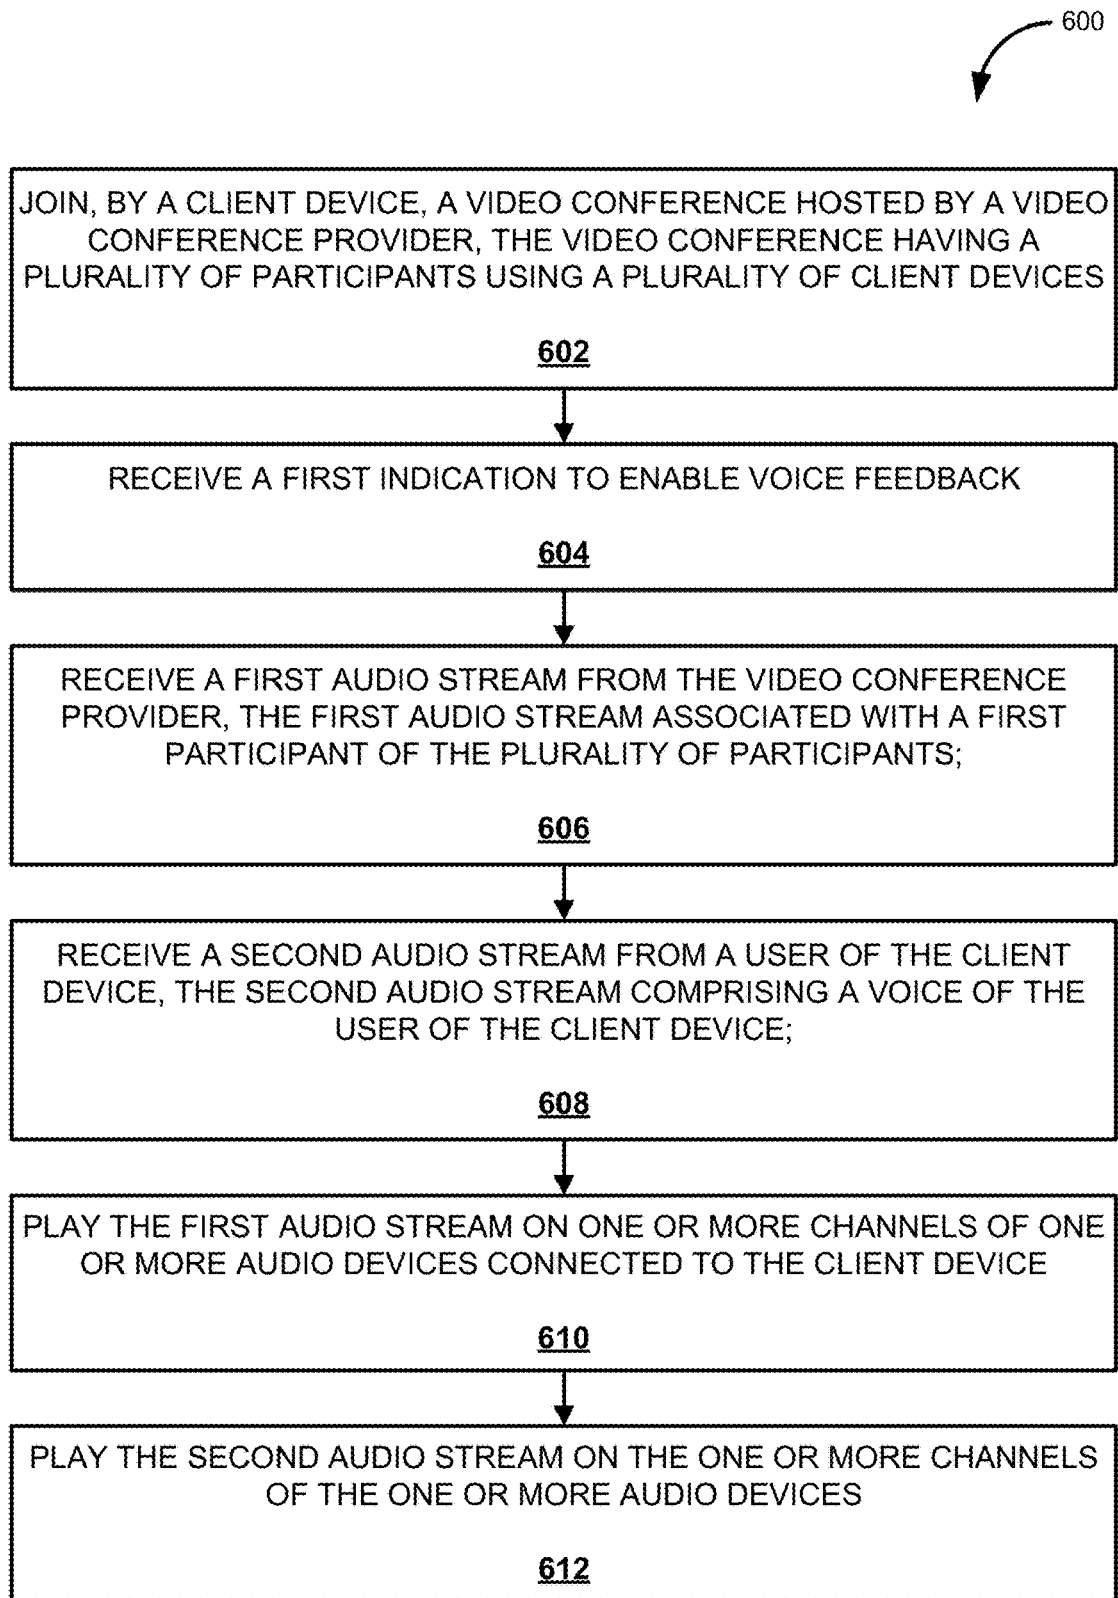 600
JOIN, BY A CLIENT DEVICE, A VIDEO CONFERENCE HOSTED BY A VIDEO
CONFERENCE PROVIDER, THE VIDEO CONFERENCE HAVING A
PLURALITY OF PARTICIPANTS USING A PLURALITY OF CLIENT DEVICES
602
RECEIVE A FIRST INDICATION TO ENABLE VOICE FEEDBACK
604
RECEIVE A FIRST AUDIO STREAM FROM THE VIDEO CONFERENCE
PROVIDER, THE FIRST AUDIO STREAM ASSOCIATED WITH A FIRST
PARTICIPANT OF THE PLURALITY OF PARTICIPANTS;
606
RECEIVE A SECOND AUDIO STREAM FROM A USER OF THE CLIENT
DEVICE, THE SECOND AUDIO STREAM COMPRISING A VOICE OF THE
USER OF THE CLIENT DEVICE;
608
PLAY THE FIRST AUDIO STREAM ON ONE OR MORE CHANNELS OF ONE
OR MORE AUDIO DEVICES CONNECTED TO THE CLIENT DEVICE
610
PLAY THE SECOND AUDIO STREAM ON THE ONE OR MORE CHANNELS
OF THE ONE OR MORE AUDIO DEVICES
612